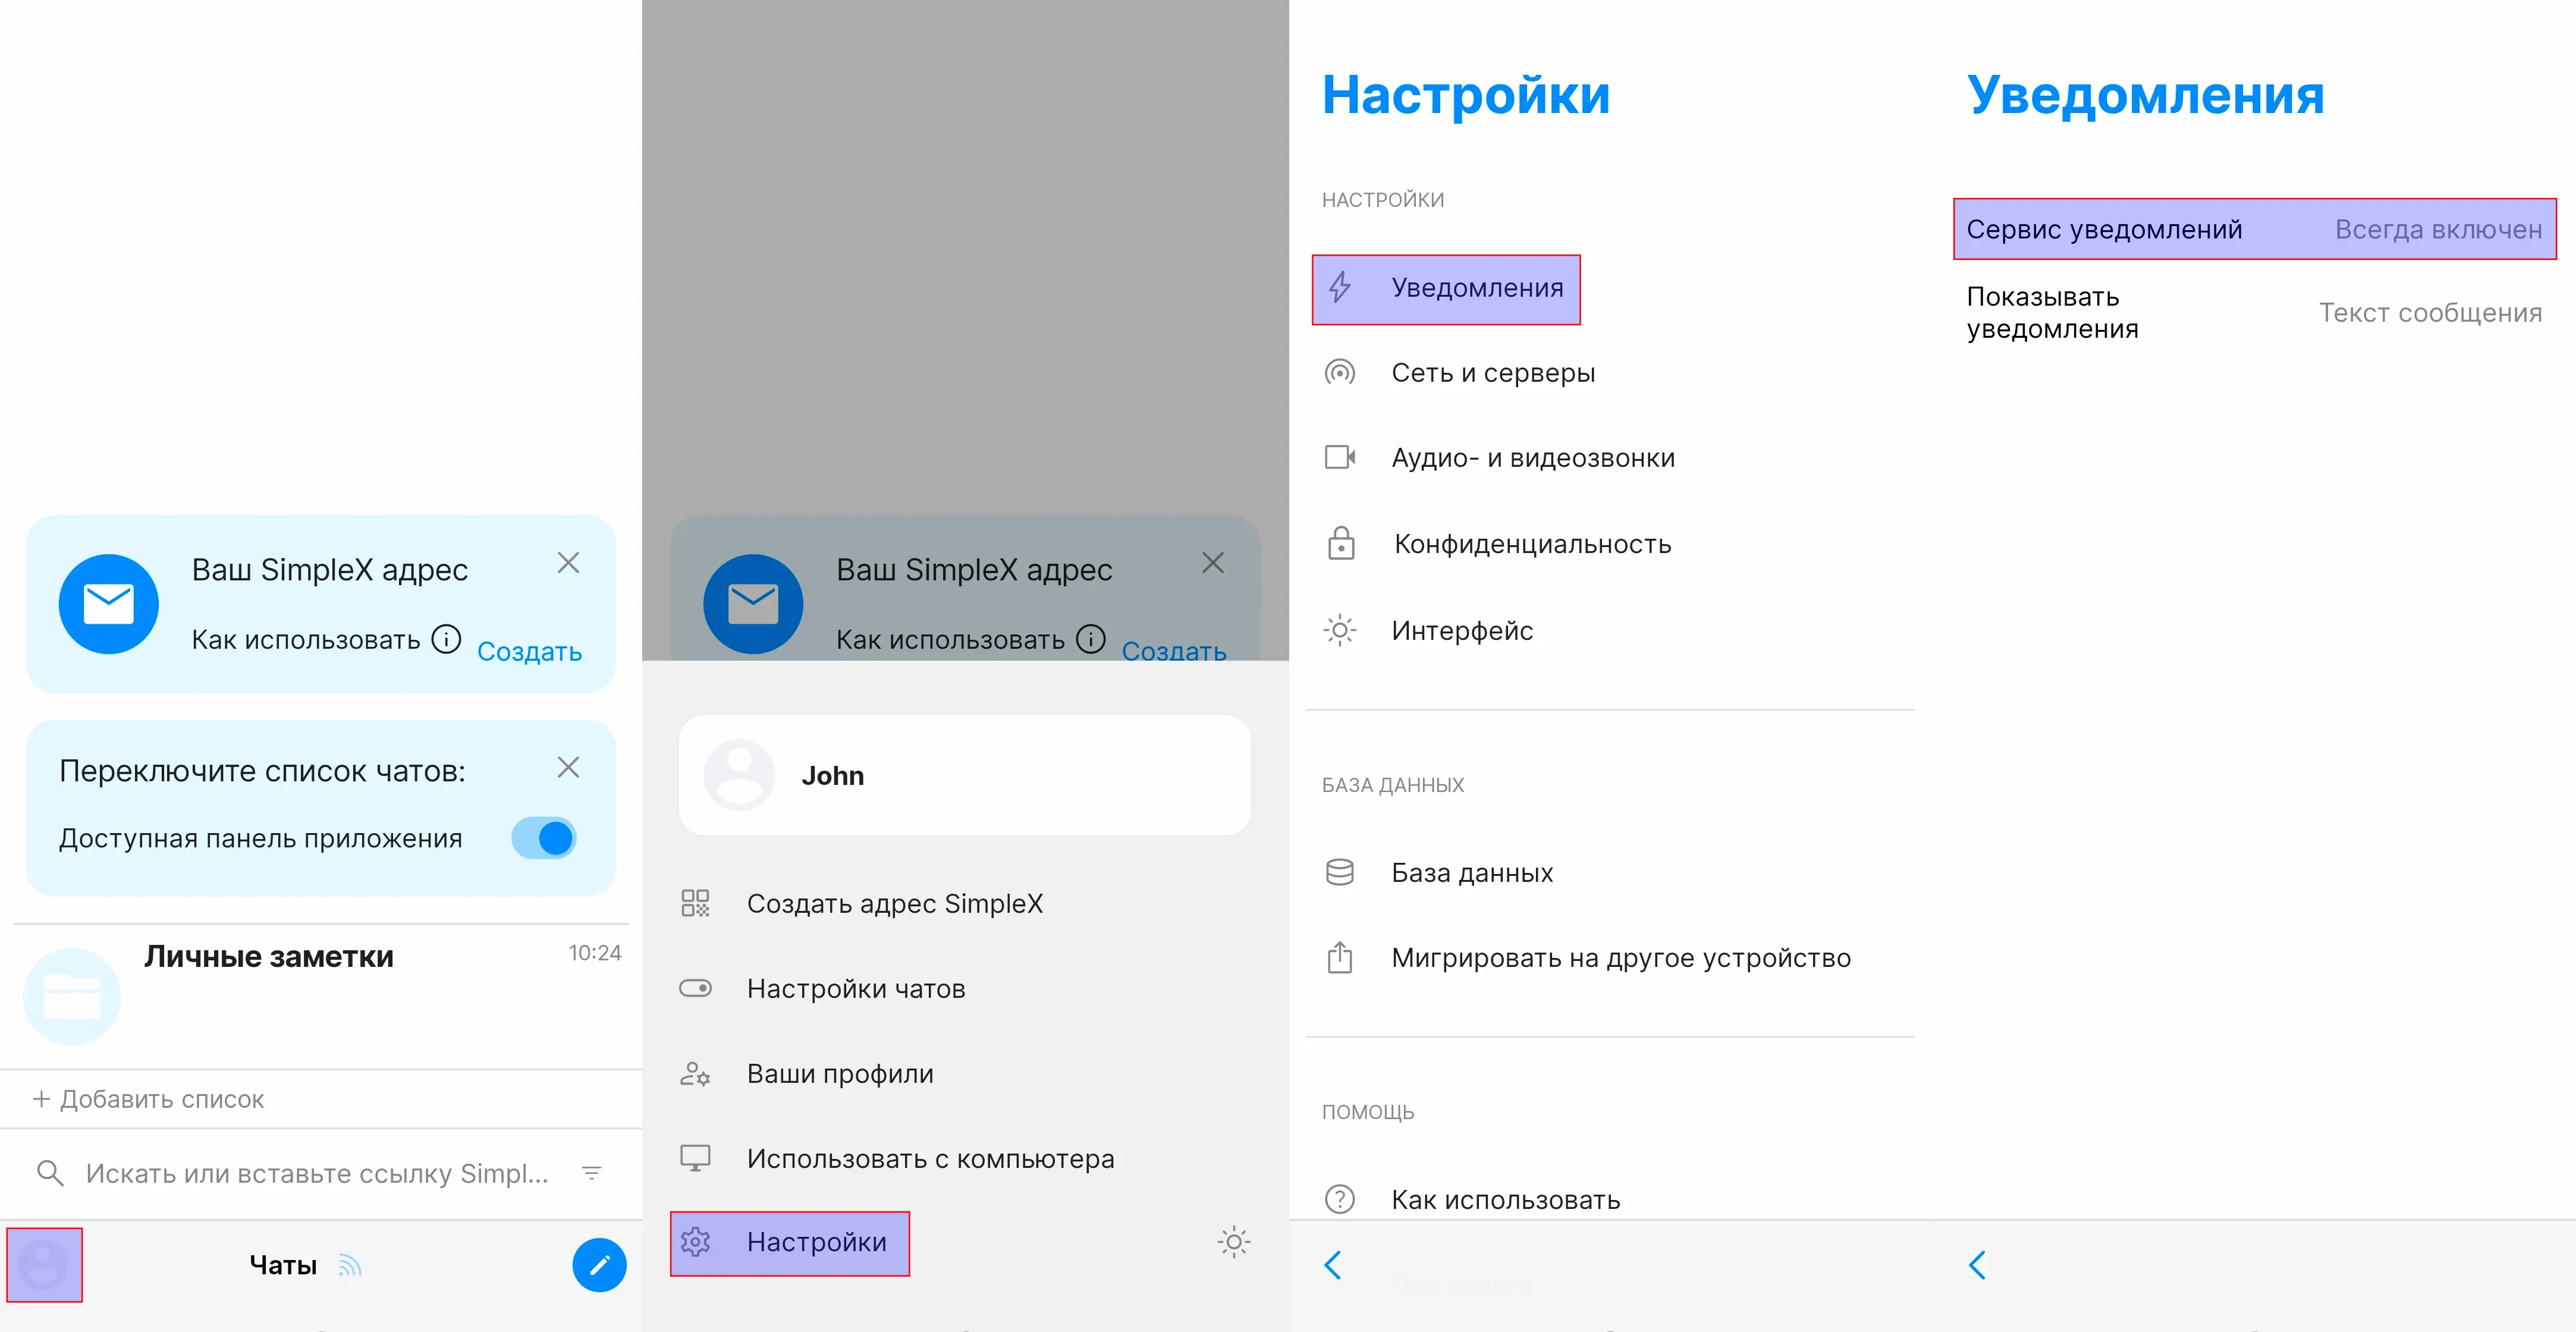 Ваш SimpleX адрес
Как использовать
Создать
Переключите список чатов:
Доступная панель приложения
Личные заметки
10:24
+ Добавить список
Искать или вставьте ссылку Simpl...
Чаты
Ваш SimpleX адрес
Как использовать
Создать
John
Создать адрес SimpleX
Настройки чатов
Ваши профили
Использовать с компьютера
Настройки
Настройки
НАСТРОЙКИ
Уведомления
Сеть и серверы
Аудио- и видеозвонки
Конфиденциальность
Интерфейс
БАЗА ДАННЫХ
База данных
Мигрировать на другое устройство
ПОМОЩЬ
Как использовать
Уведомления
Сервис уведомлений
Всегда включен
Показывать
уведомления
Текст сообщения